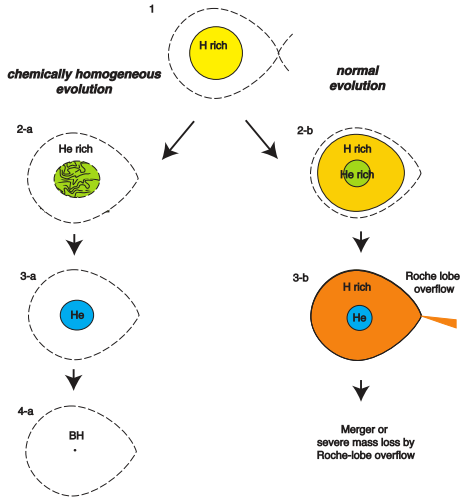 1
H rich
chemically homogeneous
evolution
normal
evolution
2-a
He rich
2-b
H rich
He rich
3-a
He
3-b
H rich
He
Roche lobe
overflow
4-a
BH
Merger or
severe mass loss by
Roche-lobe overflow